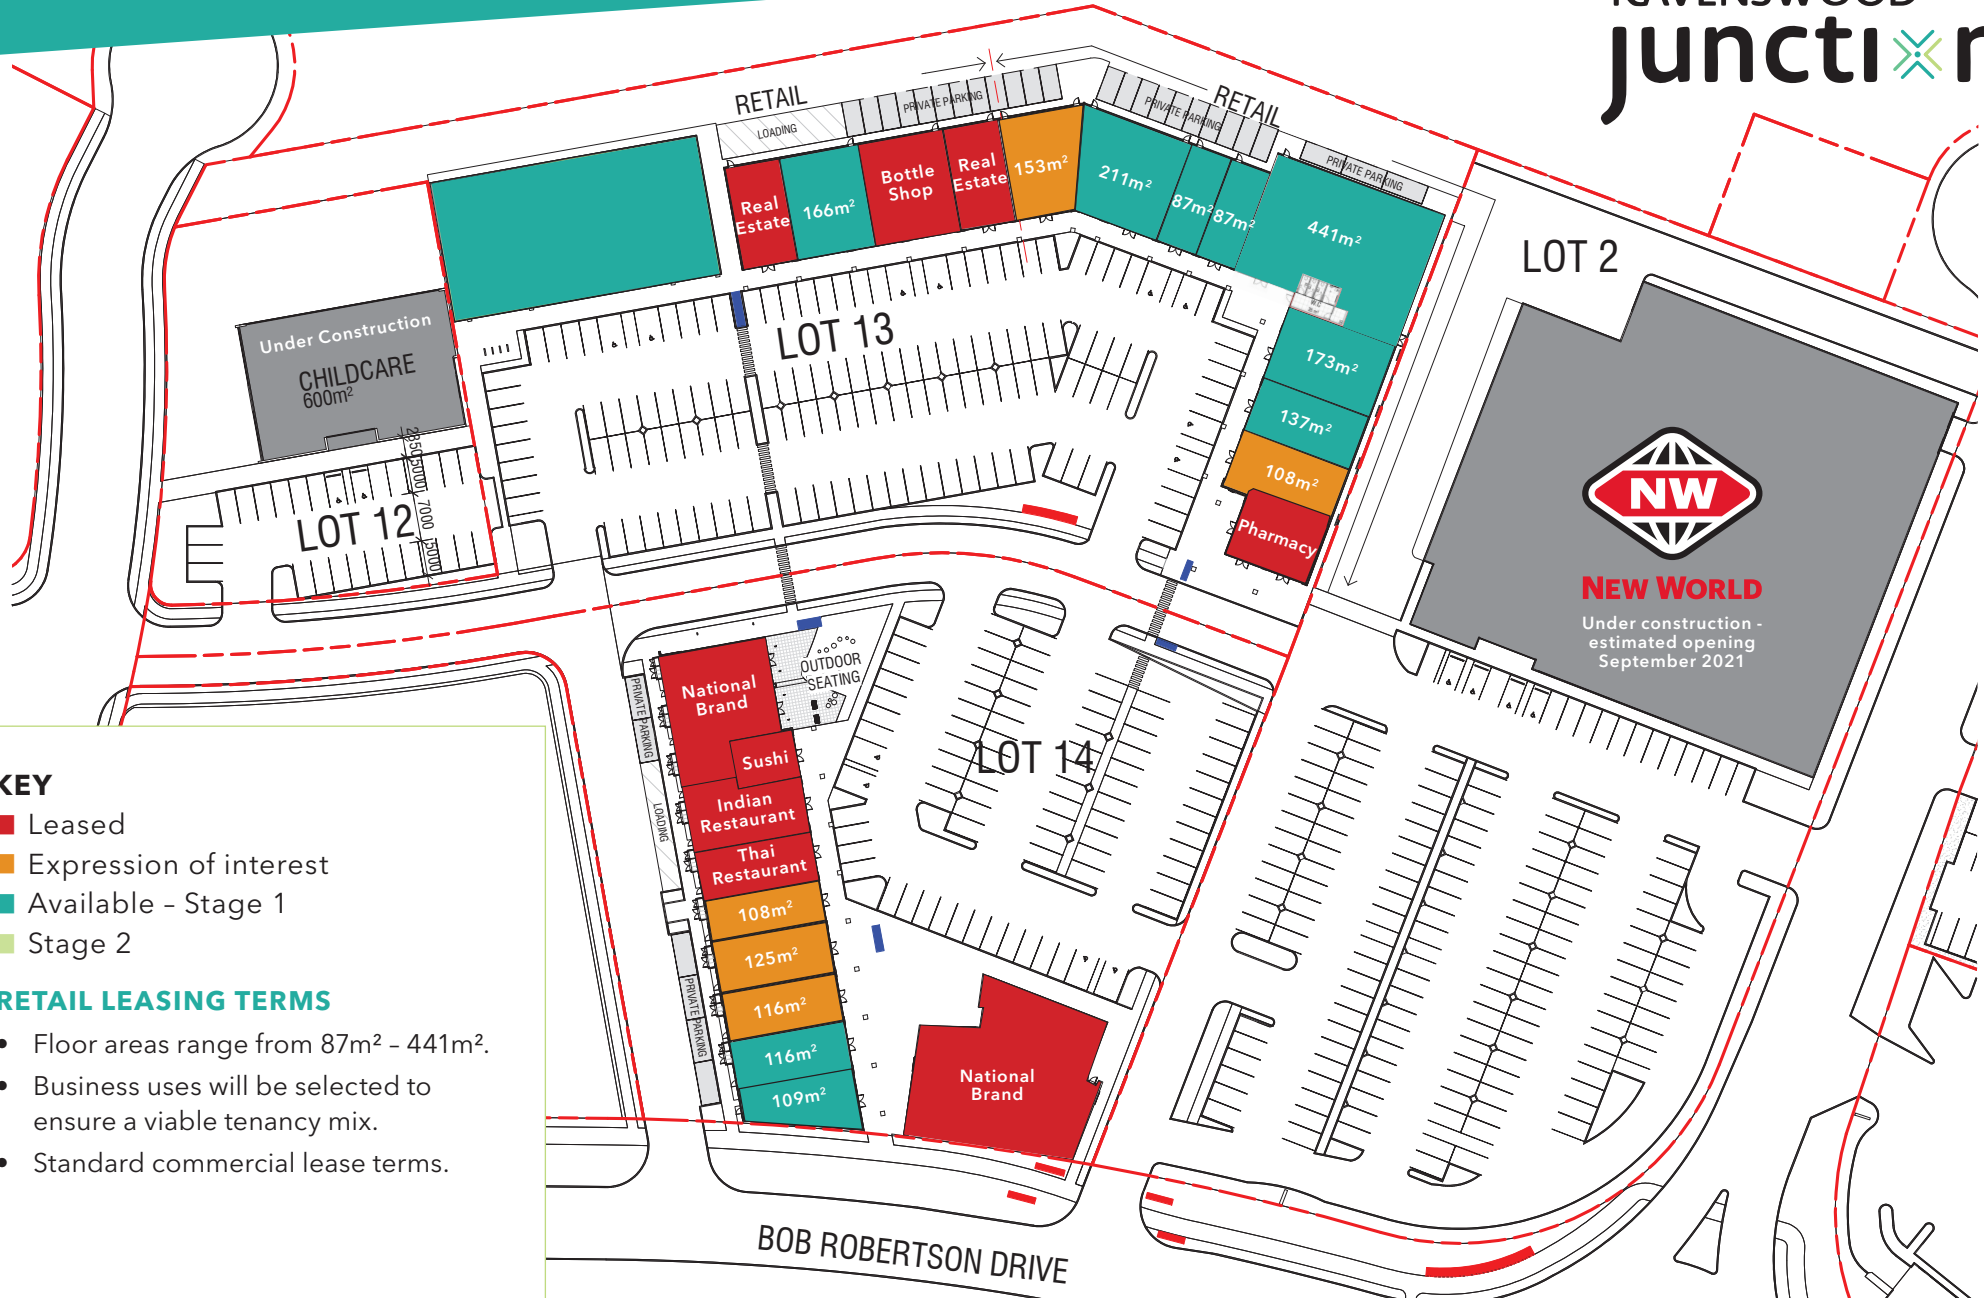 RAVENSWOOD
junction
RETAIL
PRIVATE PARKING
LOADING
RETAIL
PRIVATE PARKING
PRIVATE PARKING
Real
Estate
166m²
Bottle
Shop
Real
Estate
153m²
211m²
87m²
87m²
441m²
LOT 2
Under Construction
CHILDCARE
600m²
LOT 13
173m²
137m²
108m²
Pharmacy
LOT 12
5000
7000
5000
NW
NEW WORLD
Under construction -
estimated opening
September 2021
OUTDOOR
SEATING
PRIVATE PARKING
National
Brand
Sushi
LOADING
Indian
Restaurant
Thai
Restaurant
LOT 14
108m²
125m²
116m²
PRIVATE PARKING
116m²
109m²
National
Brand
KEY
Leased
Expression of interest
Available – Stage 1
Stage 2
RETAIL LEASING TERMS
• Floor areas range from 87m² – 441m².
• Business uses will be selected to
ensure a viable tenancy mix.
• Standard commercial lease terms.
BOB ROBERTSON DRIVE